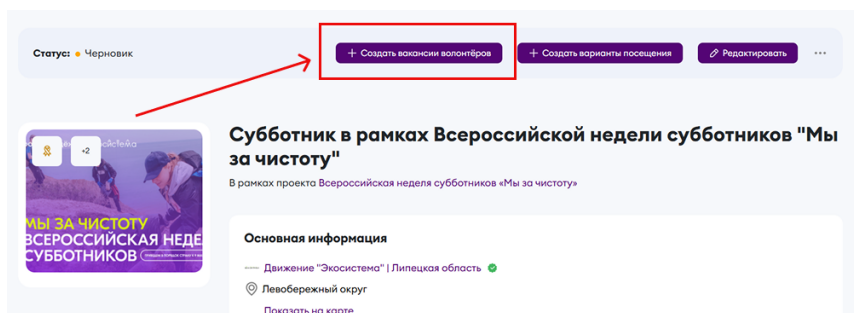 Статус: Черновик
+ Создать вакансии волонтёров
+ Создать варианты посещения
Редактировать
...
+2
МЫ ЗА ЧИСТОТУ
ВСЕРОССИЙСКАЯ НЕДЕ
СУББОТНИКОВ
Субботник в рамках Всероссийской недели субботников "Мы
за чистоту"
В рамках проекта Всероссийская неделя субботников «Мы за чистоту»
Основная информация
Движение "Экосистема" | Липецкая область
Левобережный округ
Показать на карте